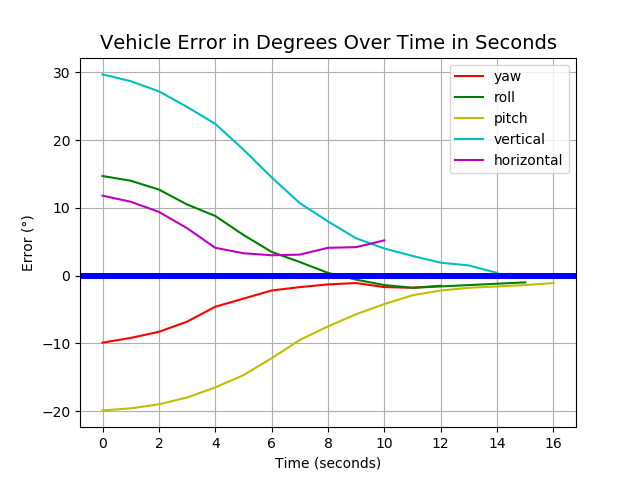 Vehicle Error in Degrees Over Time in Seconds
yaw
roll
pitch
vertical
horizontal
Error (°)
30
20
10
0
−10
−20
0 2 4 6 8 10 12 14 16
Time (seconds)